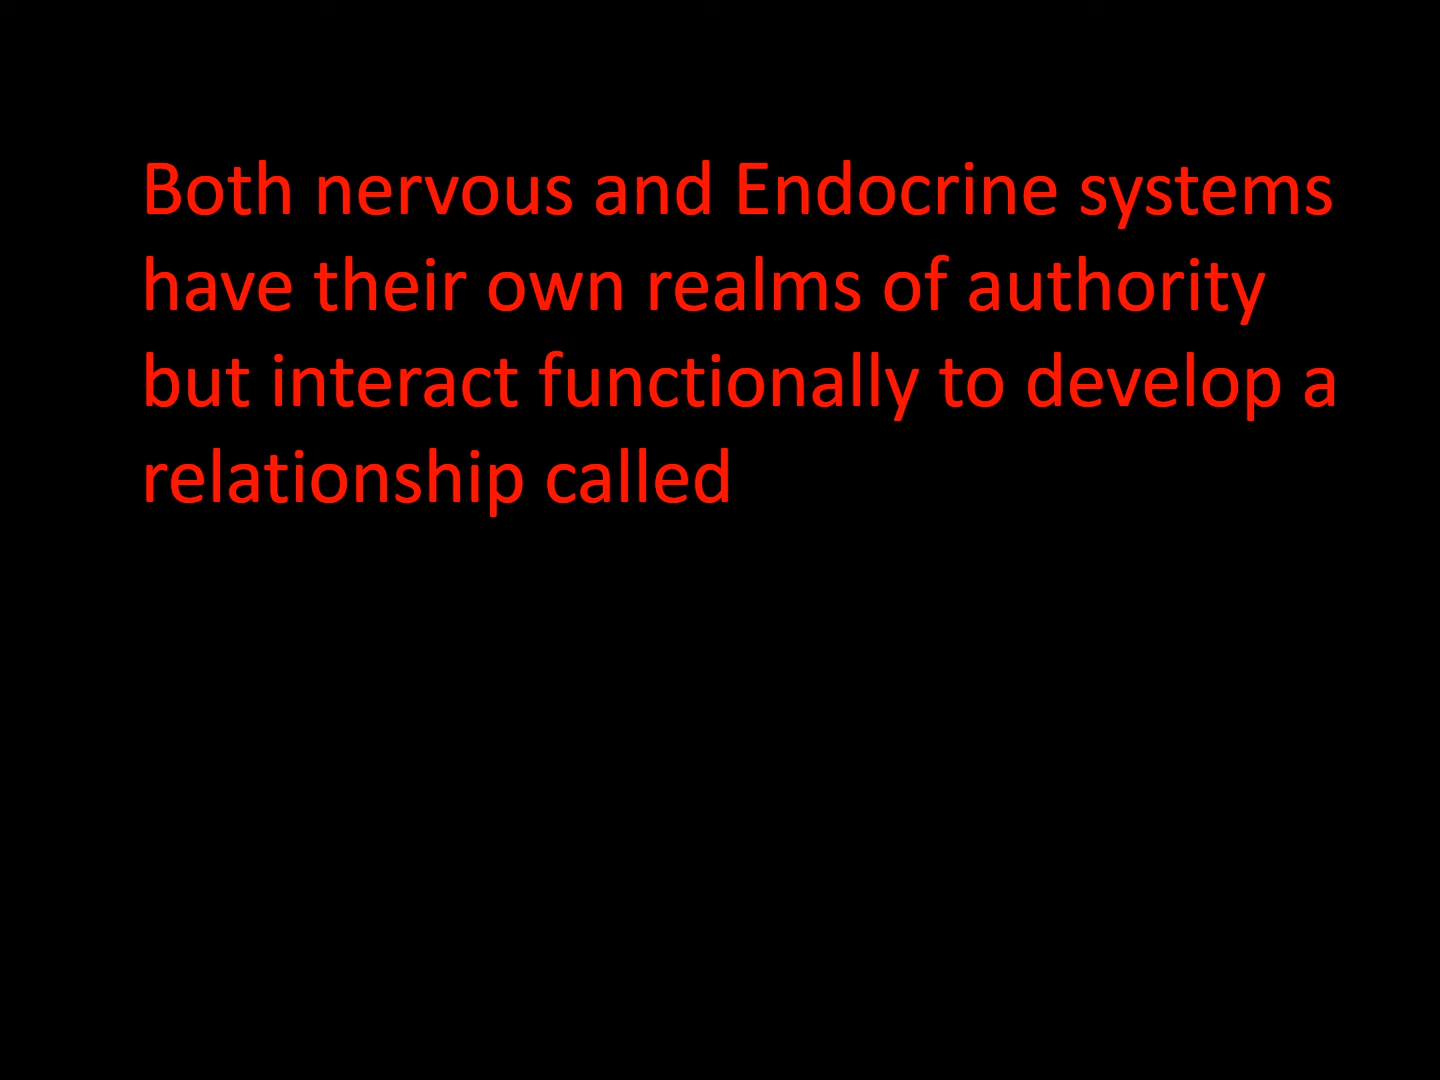 Both nervous and Endocrine systems
have their own realms of authority
but interact functionally to develop a
relationship called